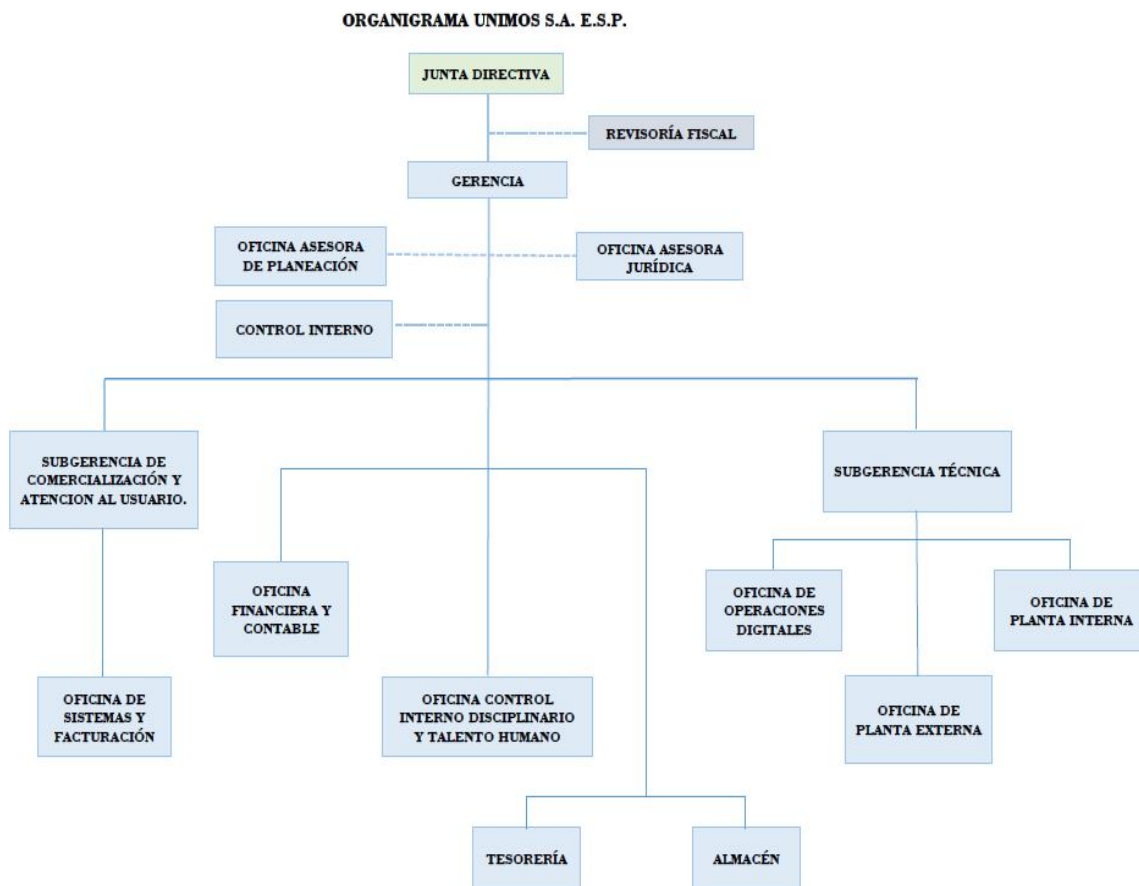 ORGANIGRAMA UNIMOS S.A. E.S.P.
JUNTA DIRECTIVA
REVISORÍA FISCAL
GERENCIA
OFICINA ASESORA
DE PLANEACIÓN
OFICINA ASESORA
JURÍDICA
CONTROL INTERNO
SUBGERENCIA DE
COMERCIALIZACIÓN Y
ATENCION AL USUARIO.
SUBGERENCIA TÉCNICA
OFICINA
FINANCIERA Y
CONTABLE
OFICINA DE
OPERACIONES
DIGITALES
OFICINA DE
PLANTA INTERNA
OFICINA DE
SISTEMAS Y
FACTURACIÓN
OFICINA CONTROL
INTERNO DISCIPLINARIO
Y TALENTO HUMANO
OFICINA DE
PLANTA EXTERNA
TESORERÍA
ALMACÉN